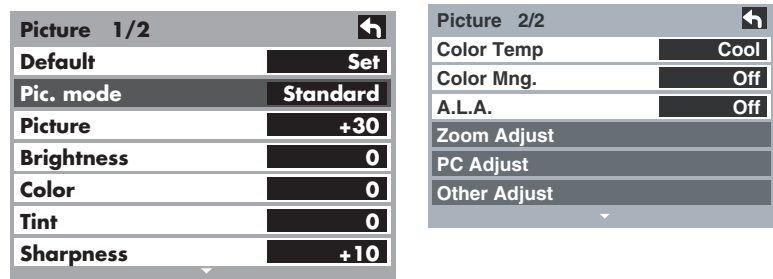 Picture 1/2
Default Set
Pic. mode Standard
Picture +30
Brightness 0
Color 0
Tint 0
Sharpness +10
Picture 2/2
Color Temp Cool
Color Mng. Off
A.L.A. Off
Zoom Adjust
PC Adjust
Other Adjust